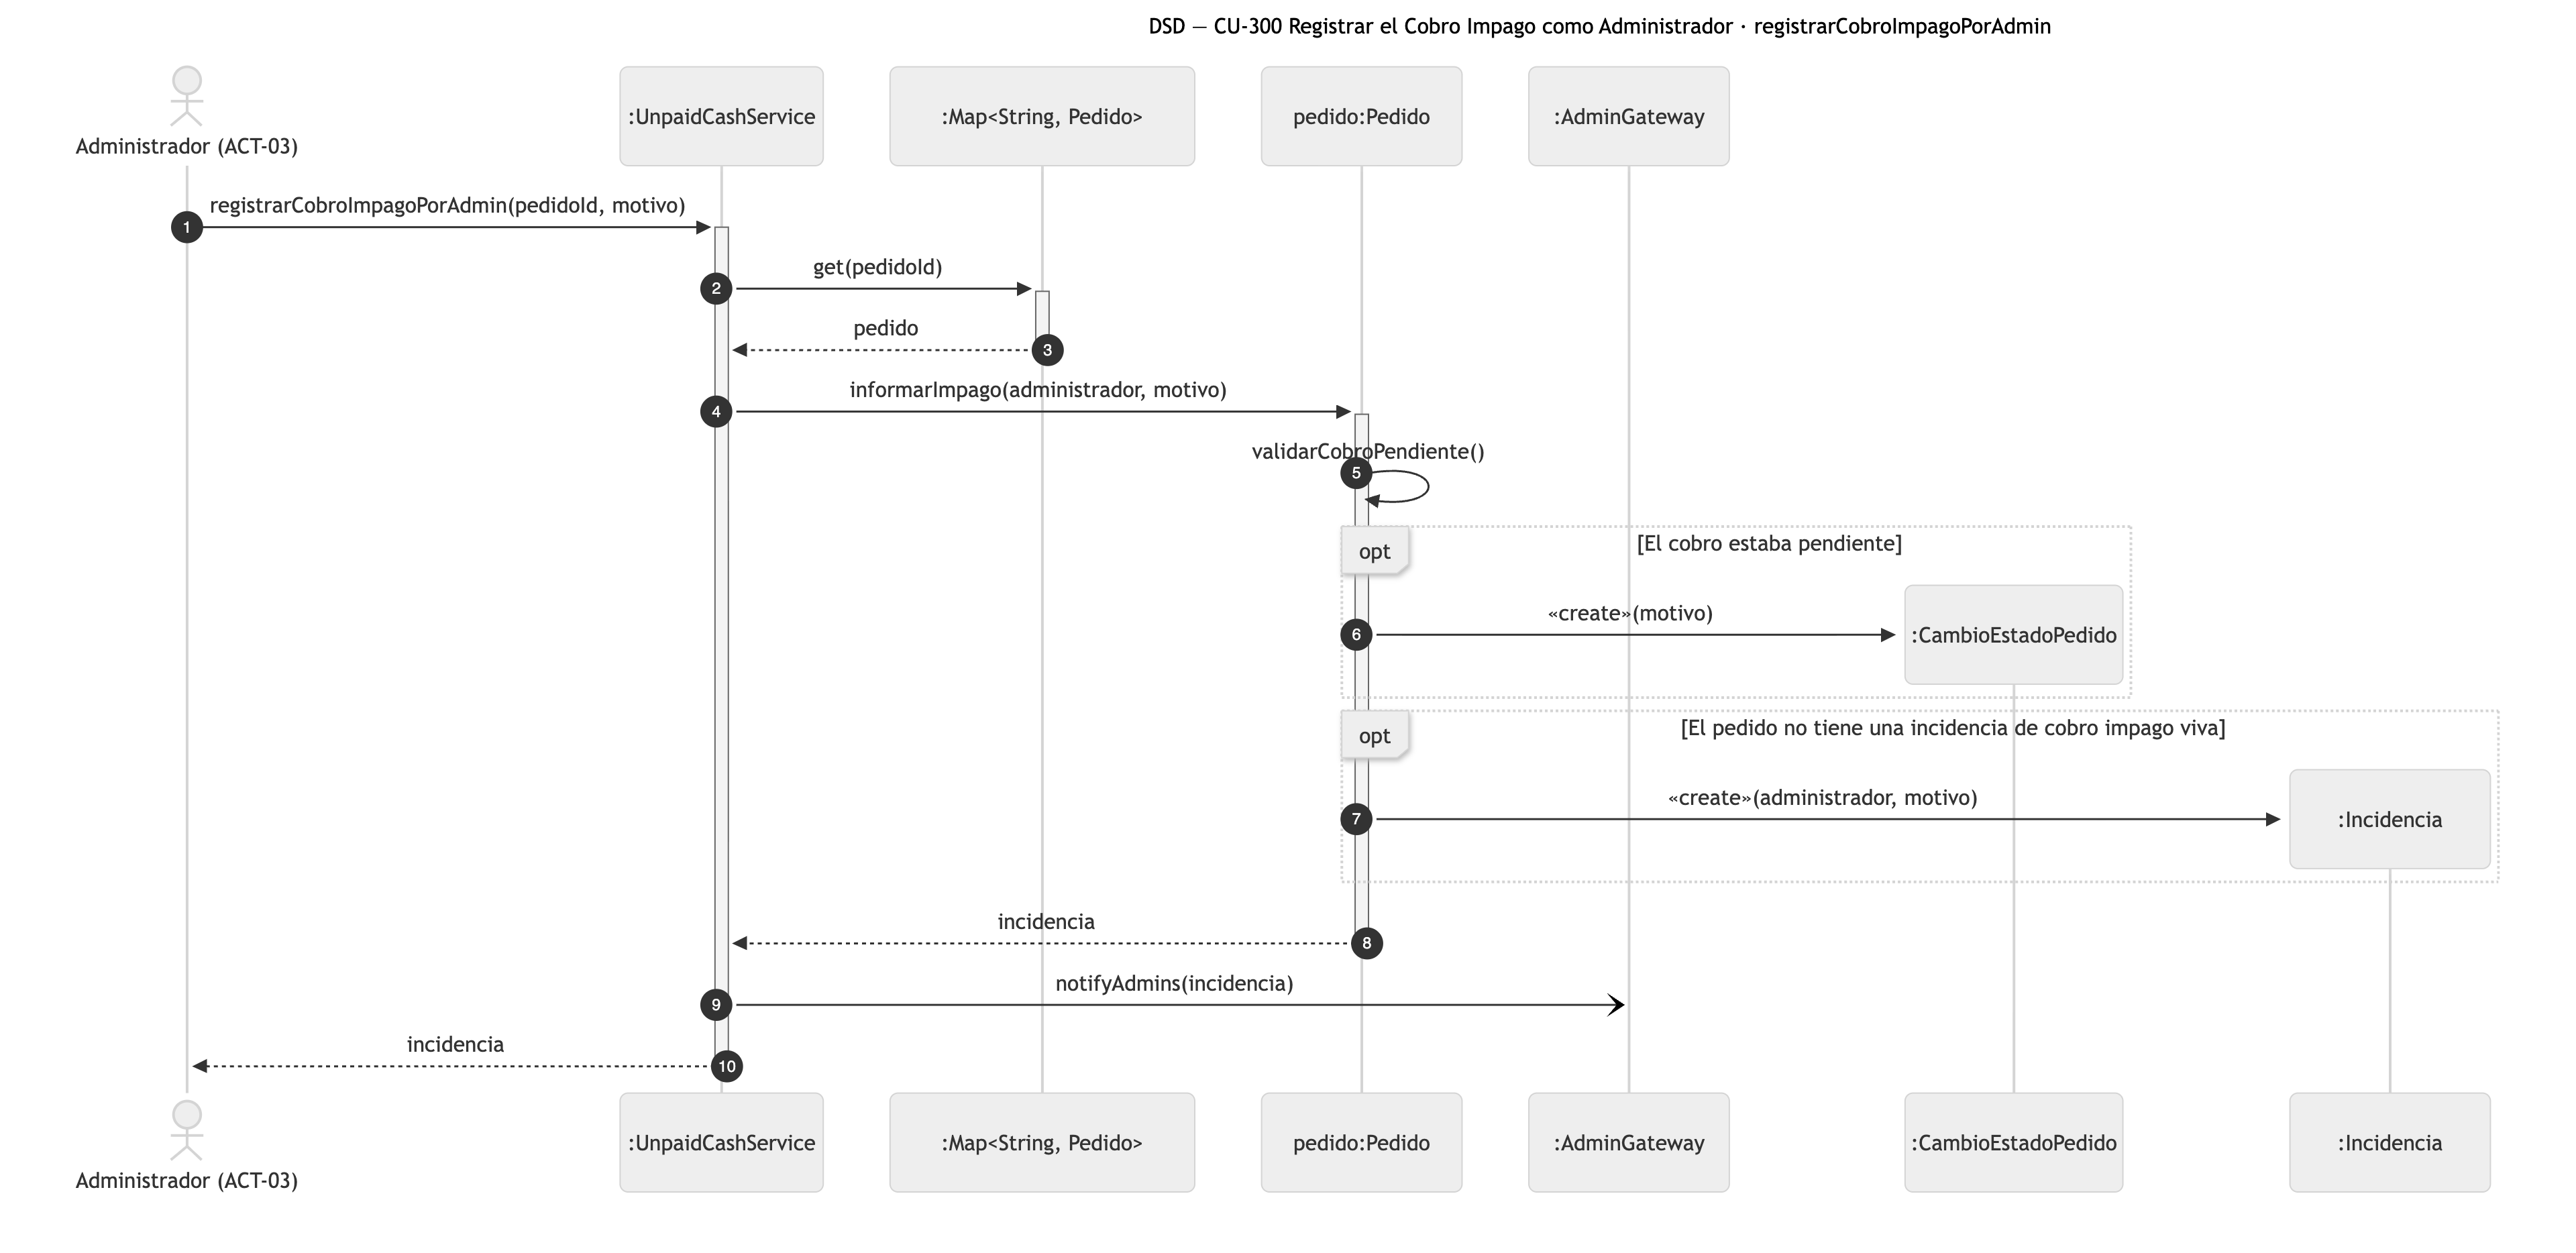 DSD — CU-300 Registrar el Cobro Impago como Administrador · registrarCobroImpagoPorAdmin
Administrador (ACT-03)
:UnpaidCashService
:Map<String, Pedido>
pedido:Pedido
:AdminGateway
registrarCobroImpagoPorAdmin(pedidoId, motivo)
1
get(pedidoId)
2
pedido
3
informarImpago(administrador, motivo)
4
validarCobroPendiente()
5
opt
[El cobro estaba pendiente]
«create»(motivo)
6
:CambioEstadoPedido
opt
[El pedido no tiene una incidencia de cobro impago viva]
«create»(administrador, motivo)
7
:Incidencia
incidencia
8
notifyAdmins(incidencia)
9
incidencia
10
Administrador (ACT-03)
:UnpaidCashService
:Map<String, Pedido>
pedido:Pedido
:AdminGateway
:CambioEstadoPedido
:Incidencia